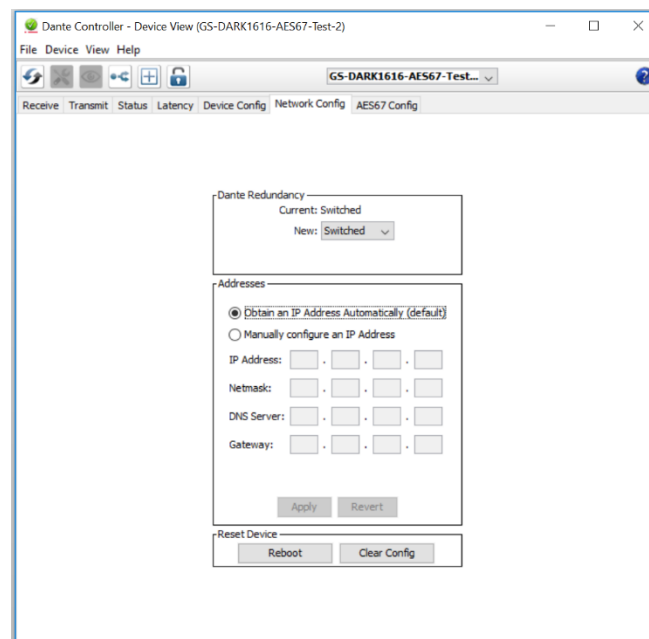 Dante Controller - Device View (GS-DARK1616-AES67-Test-2)
File Device View Help
GS-DARK1616-AES67-Test...
Receive Transmit Status Latency Device Config Network Config AES67 Config
Dante Redundancy
Current: Switched
New: Switched
Addresses
Obtain an IP Address Automatically (default)
Manually configure an IP Address
IP Address: . . .
Netmask: . . .
DNS Server: . . .
Gateway: . . .
Apply Revert
Reset Device
Reboot Clear Config